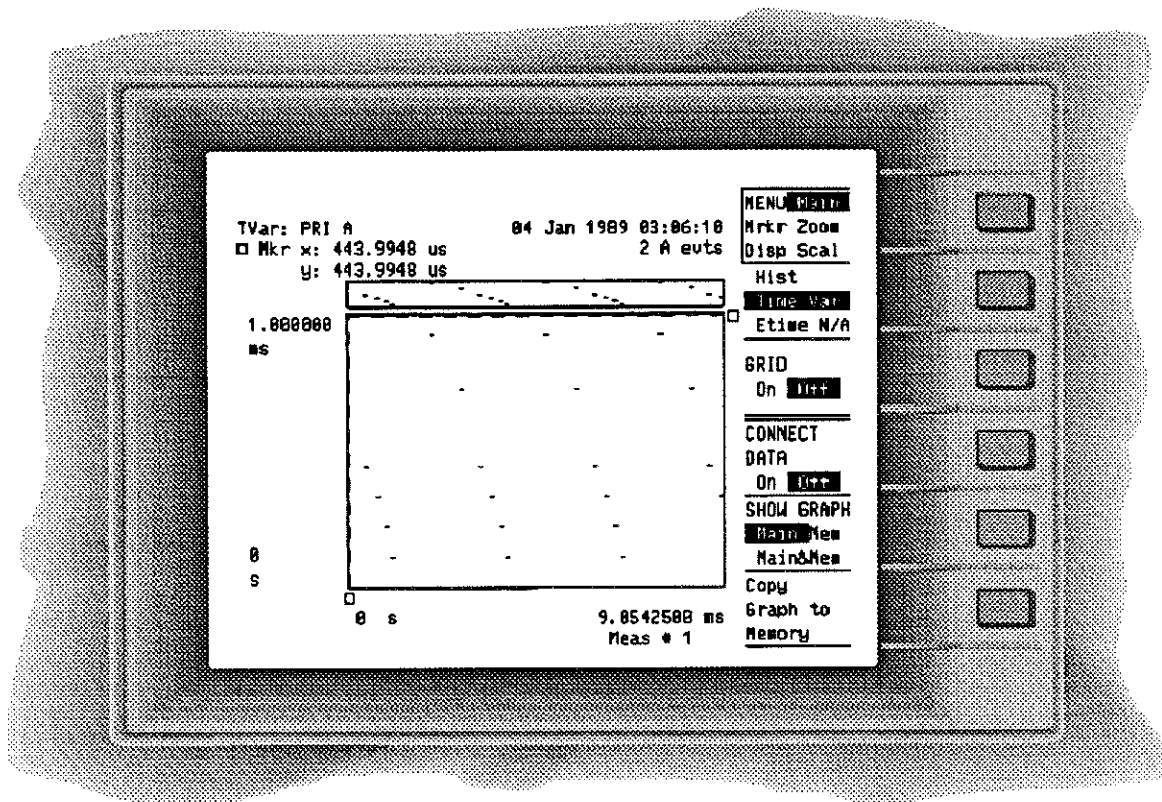 TVar: PRI A
04 Jan 1989 03:06:10
Mkr x: 443.9948 us
2 A evts
y: 443.9948 us
1.000000
ms
0
s
0 s
9.0542500 ms
Meas # 1
MENU Main
Mrkr Zoom
Disp Scal
Hist
Time Var
Etime N/A
GRID
On Off
CONNECT
DATA
On Off
SHOW GRAPH
Main Mem
Main&Mem
Copy
Graph to
Memory